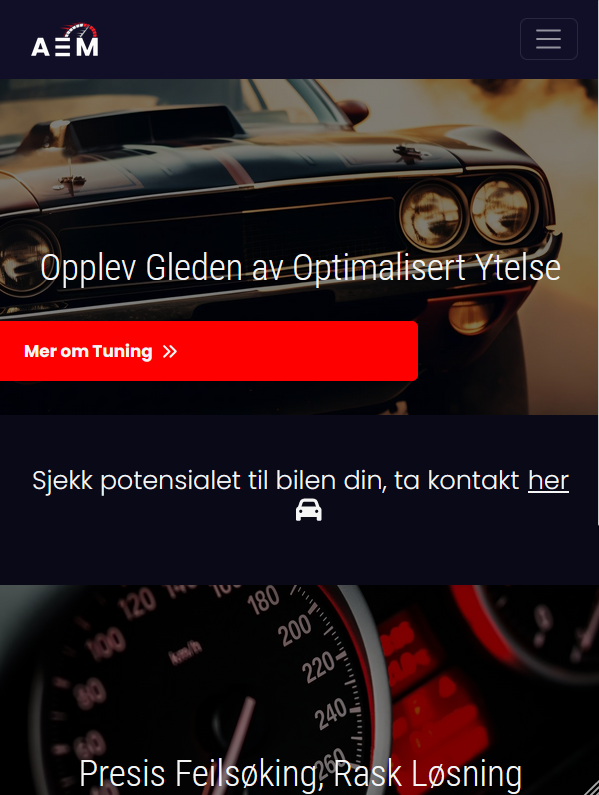 AEM
Opplev Gleden av Optimalisert Ytelse
Mer om Tuning
Sjekk potensialet til bilen din, ta kontakt her
120
140
160
180
100
200
km/h
80
220
60
240
260
Presis Feilsøking, Rask Løsning